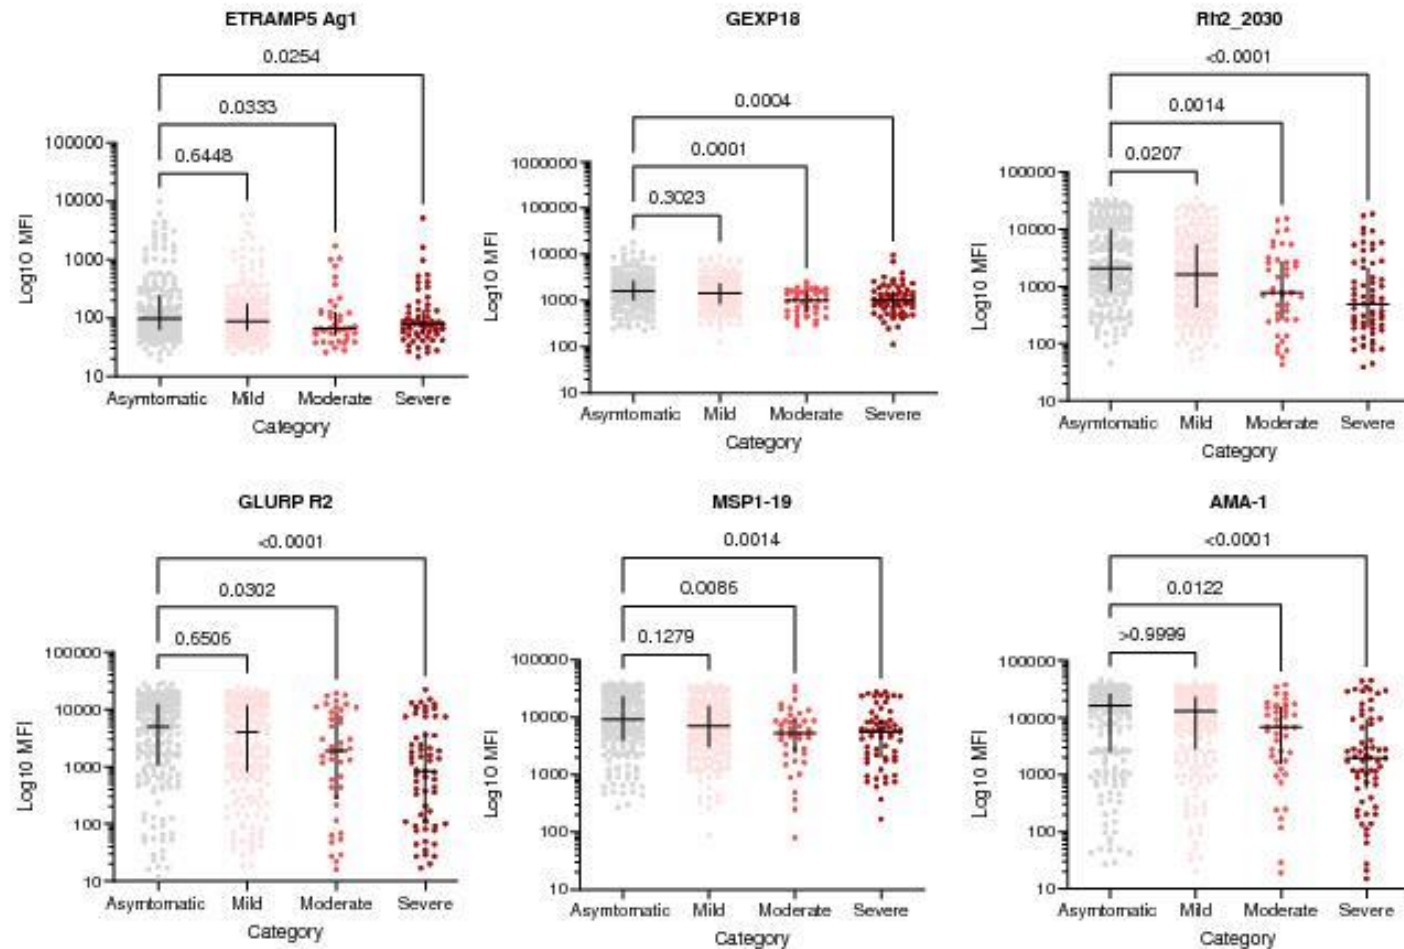 ETRAMP5 Ag1
0.0254
0.0333
0.6448
100000
10000
1000
100
10
Log10 MFI
Asymtomatic Mild Moderate Severe
Category
GEXP18
0.0004
0.0001
0.3023
1000000
100000
10000
1000
100
10
Log10 MFI
Asymtomatic Mild Moderate Severe
Category
Rh2_2030
<0.0001
0.0014
0.0207
100000
10000
1000
100
10
Log10 MFI
Asymtomatic Mild Moderate Severe
Category
GLURP R2
<0.0001
0.0302
0.6506
100000
10000
1000
100
10
Log10 MFI
Asymtomatic Mild Moderate Severe
Category
MSP1-19
0.0014
0.0086
0.1279
100000
10000
1000
100
10
Log10 MFI
Asymtomatic Mild Moderate Severe
Category
AMA-1
<0.0001
0.0122
>0.9999
100000
10000
1000
100
10
Log10 MFI
Asymtomatic Mild Moderate Severe
Category